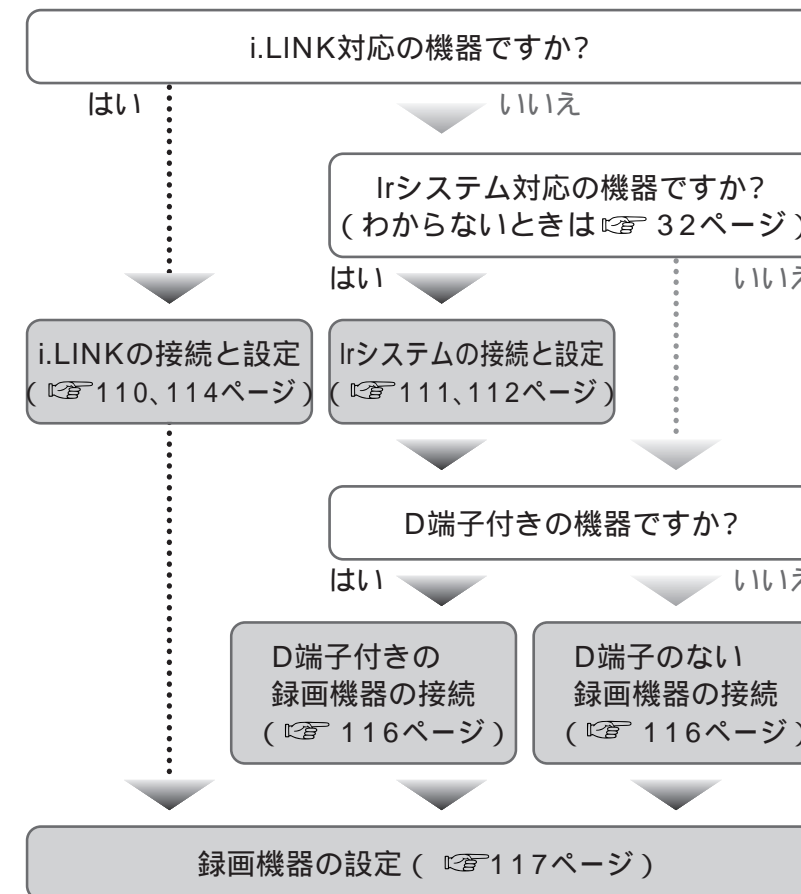 i.LINK対応の機器ですか?
はい いいえ
Irシステム対応の機器ですか?
(わからないときは☞ 32ページ)
はい いいえ
i.LINKの接続と設定
(☞110、114ページ)
Irシステムの接続と設定
(☞111、112ページ)
D端子付きの機器ですか?
はい いいえ
D端子付きの
録画機器の接続
(☞ 116ページ)
D端子のない
録画機器の接続
(☞ 116ページ)
録画機器の設定( ☞117ページ)